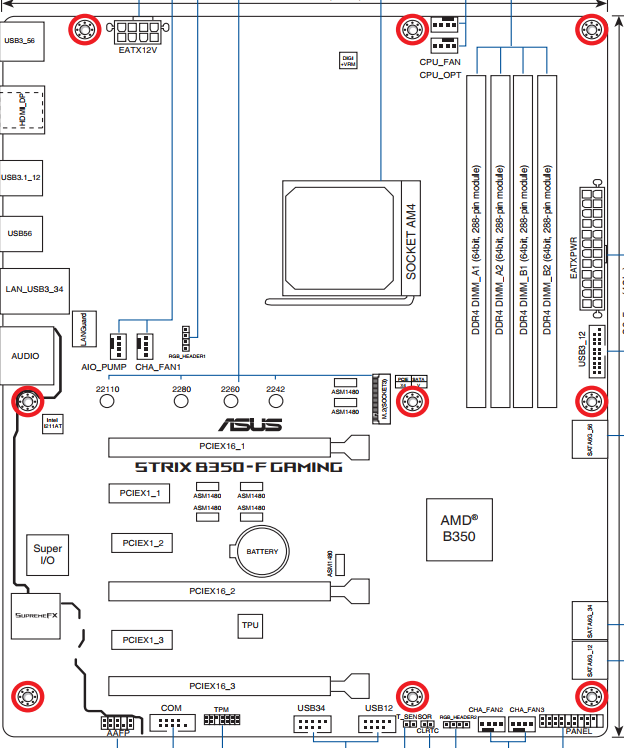 USB3_56
EATX12V
DIGI
+VRM
CPU_FAN
CPU_OPT
HDMI_DP
USB3.1_12
USB56
LAN_USB3_34
LANGuard
AUDIO
AIO_PUMP
CHA_FAN1
RGB_HEADER1
SOCKET AM4
DDR4 DIMM_A1 (64bit, 288-pin module)
DDR4 DIMM_A2 (64bit, 288-pin module)
DDR4 DIMM_B1 (64bit, 288-pin module)
DDR4 DIMM_B2 (64bit, 288-pin module)
EATXPWR
USB3_12
22110
2280
2260
2242
ASM1480
ASM1480
M.2(SOCKET3)
PCIE SATA
X4
V
Intel
I211AT
ASUS
PCIEX16_1
STRIX B350-F GAMING
SATA6G_56
PCIEX1_1
ASM1480
ASM1480
ASM1480
ASM1480
AMD®
B350
PCIEX1_2
BATTERY
Super
I/O
ASM1480
PCIEX16_2
SUPREMEFX
TPU
SATA6G_34
PCIEX1_3
SATA6G_12
PCIEX16_3
AAFP
COM
TPM
USB34
USB12
T_SENSOR
CLRTC
RGB_HEADER2
CHA_FAN2
CHA_FAN3
PANEL